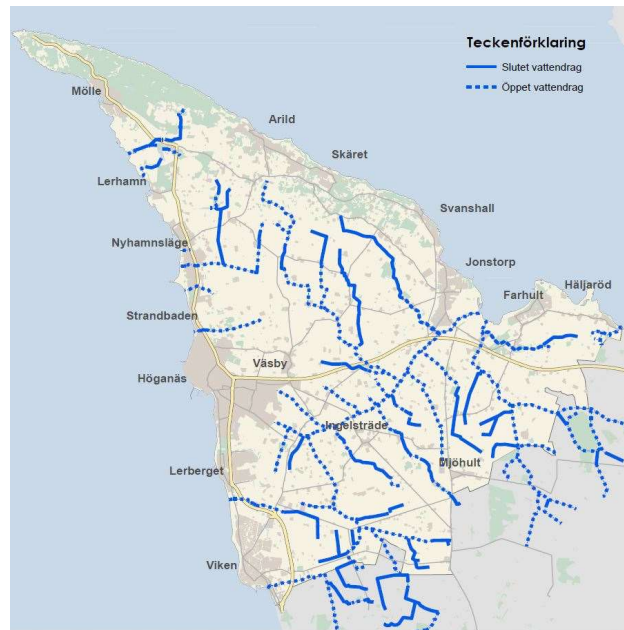 Teckenförklaring
Slutet vattendrag
Öppet vattendrag
Mölle
Arild
Skäret
Lerhamn
Svanshall
Nyhamnsläge
Jonstorp
Häljaröd
Farhult
Strandbaden
Väsby
Höganäs
Ingelsträde
Mjöhult
Lerberget
Viken